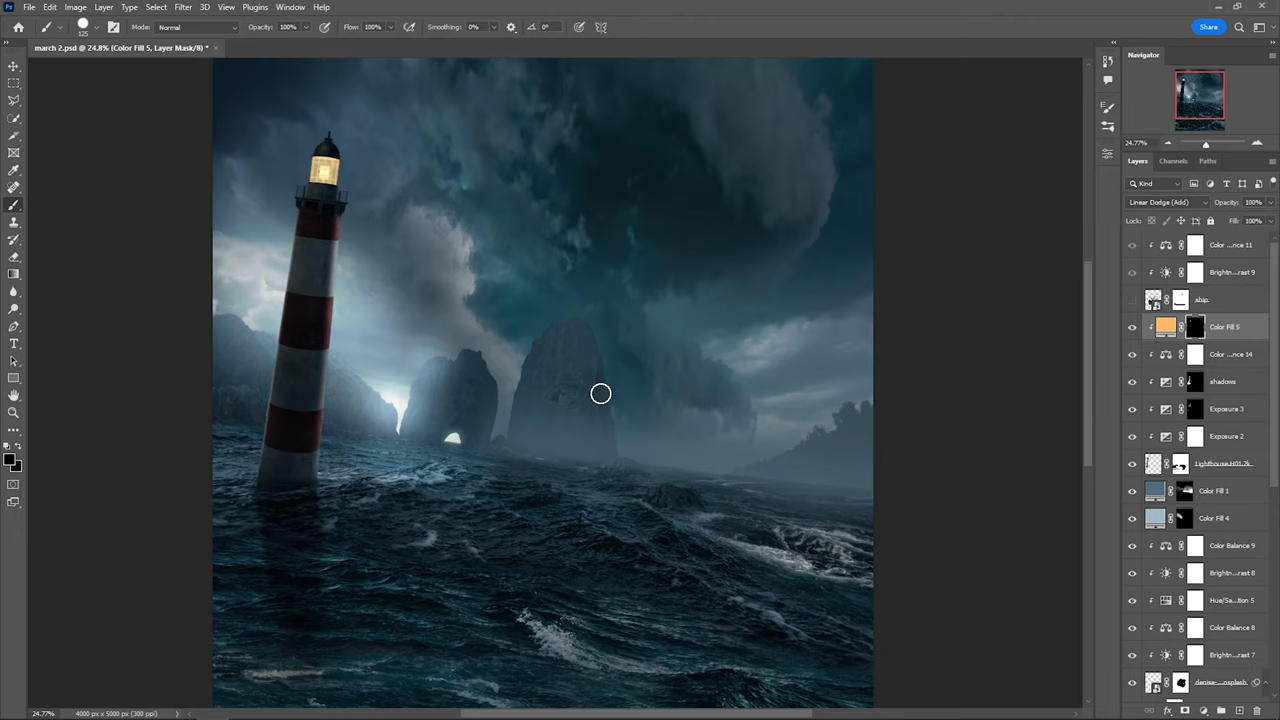 Ps File Edit Image Layer Type Select Filter 3D View Plugins Window Help
125 Mode: Normal Opacity: 100% Flow: 100% Smoothing: 0% 0° Share
march 2.psd @ 24.8% (Color Fill 5, Layer Mask/8) *
Navigator
24.77%
Layers Channels Paths
Kind
Linear Dodge (Add) Opacity: 100%
Lock: Fill: 100%
Color ...nce 11
Brightn...rast 9
ship
Color Fill 5
Color ...nce 14
shadows
Exposure 3
Exposure 2
Lighthouse.H01.2k
Color Fill 1
Color Fill 4
Color Balance 9
Brightn...rast 8
Hue/Sa...tion 5
Color Balance 8
Brightn...rast 7
24.77% 4000 px x 5000 px (300 ppi)